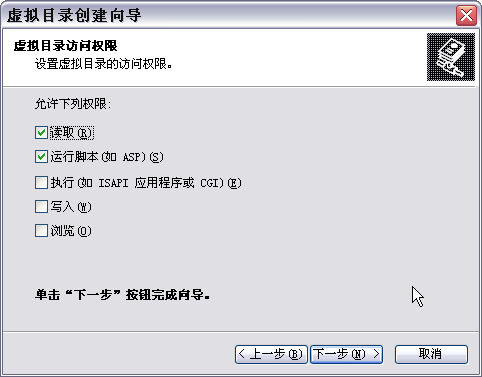 虚拟目录创建向导
虚拟目录访问权限
设置虚拟目录的访问权限。
允许下列权限:
读取(R)
运行脚本(如 ASP)(S)
执行(如 ISAPI 应用程序或 CGI)(E)
写入(W)
浏览(O)
单击“下一步”按钮完成向导。
< 上一步(B) 下一步(N) > 取消